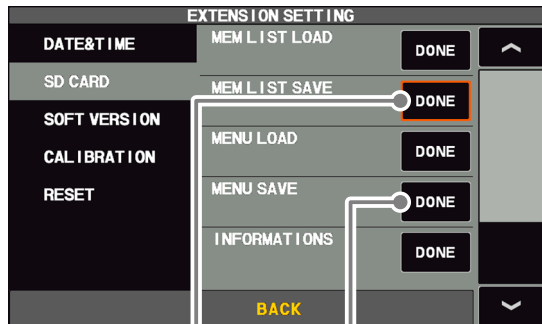 EXTENSION SETTING
DATE&TIME
SD CARD
SOFT VERSION
CALIBRATION
RESET
MEM LIST LOAD
DONE
MEM LIST SAVE
DONE
MENU LOAD
DONE
MENU SAVE
DONE
INFORMATIONS
DONE
BACK